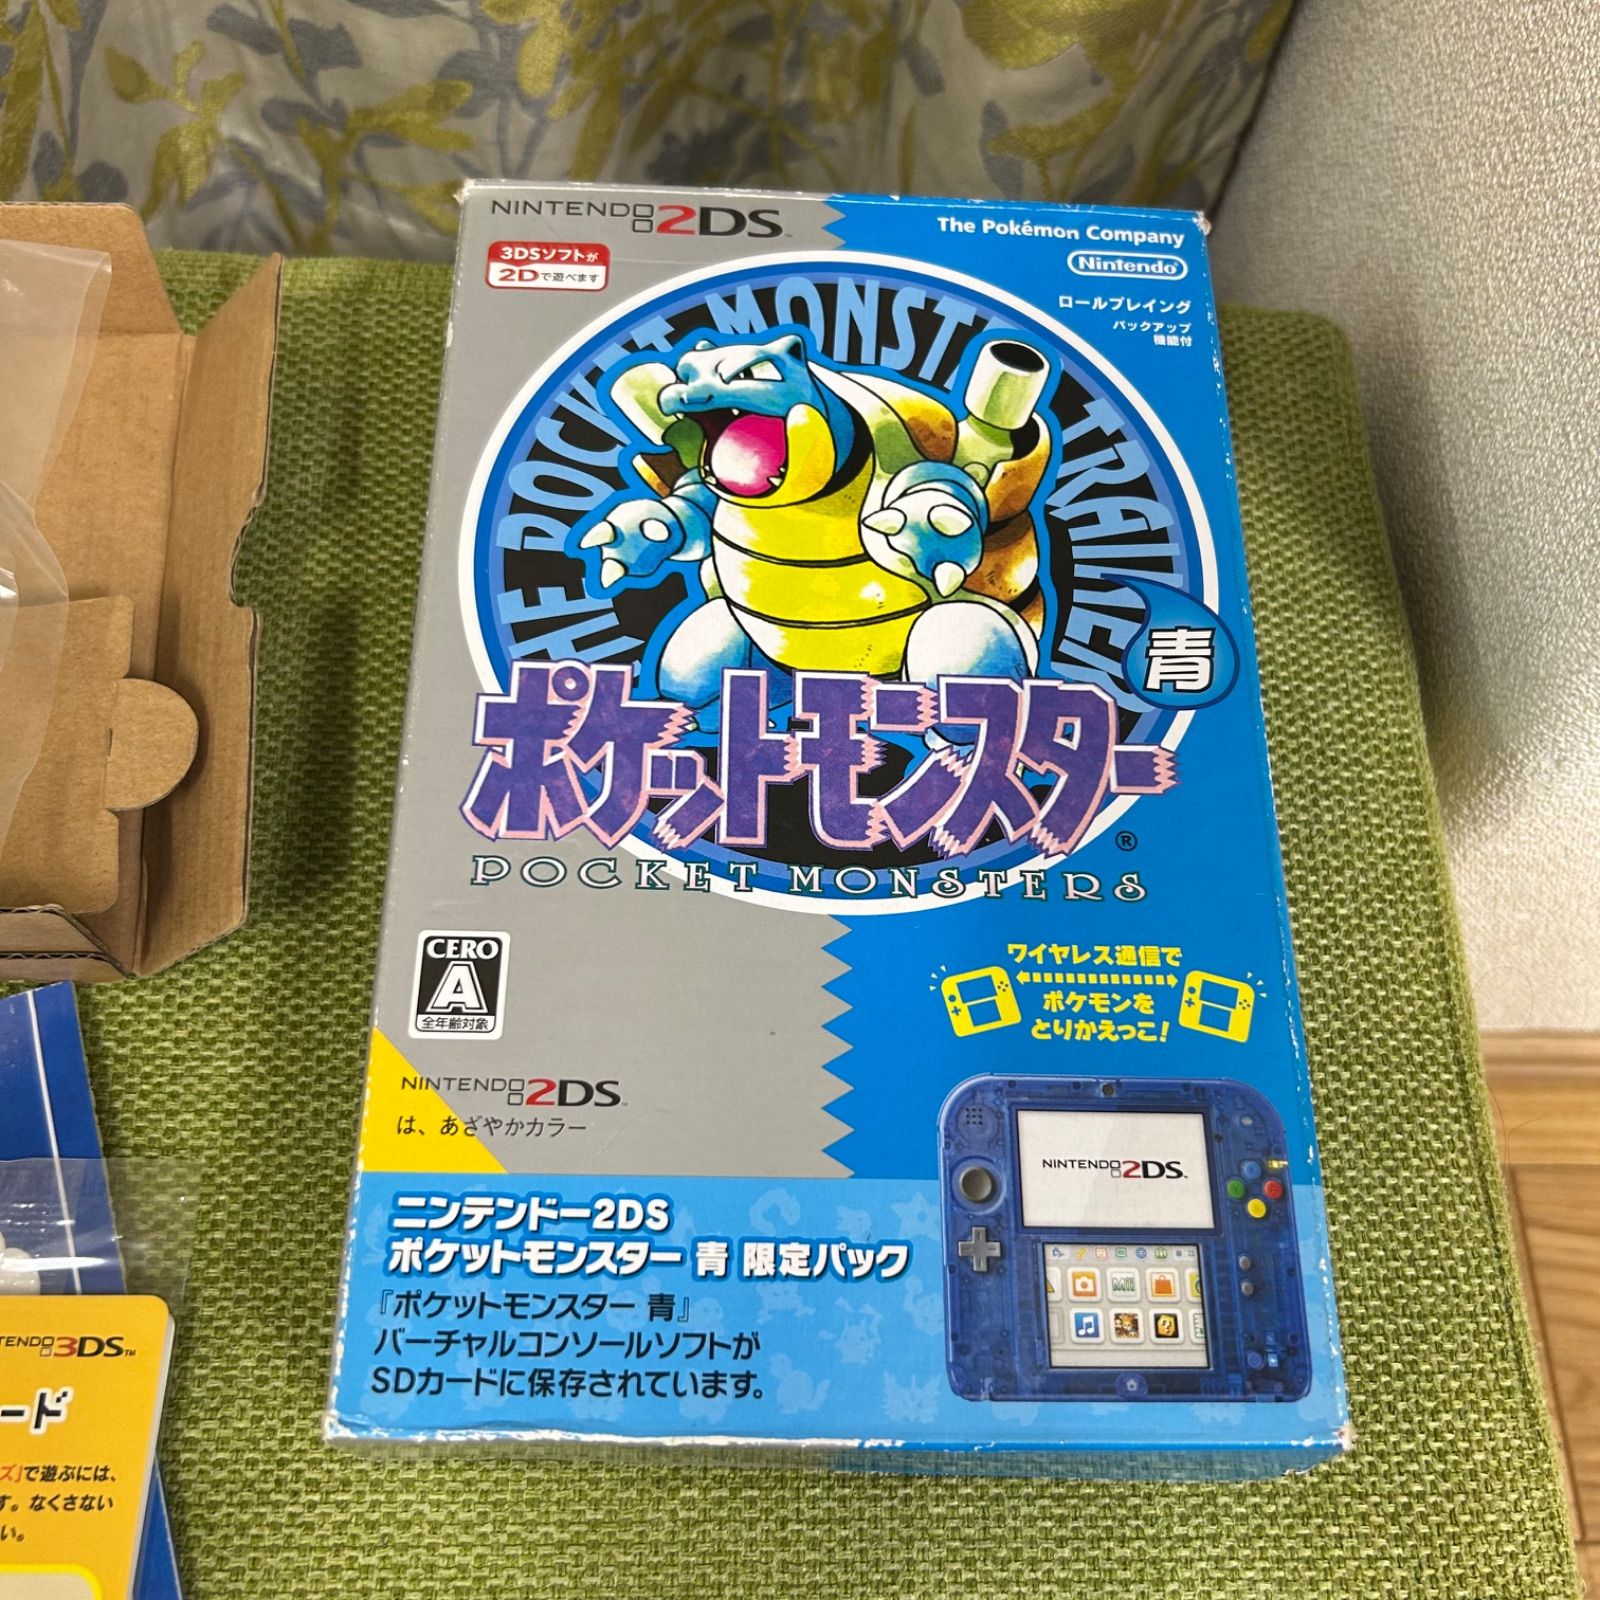 NINTENDO 2DS™
3DSソフトが
2Dで遊べます
The Pokémon Company
Nintendo®
ロールプレイング
バックアップ
機能付
THE POCKET MONSTERS TRAINER
青
ポケットモンスター®
POCKET MONSTERS
CERO
A
全年齢対象
ワイヤレス通信で
ポケモンを
とりかえっこ!
NINTENDO 2DS™
は、あざやかカラー
NINTENDO 2DS™
Mii
ニンテンドー2DS
ポケットモンスター 青 限定パック
『ポケットモンスター 青』
バーチャルコンソールソフトが
SDカードに保存されています。
TENDO 3DS™
ード
ズ」で遊ぶには、
す。なくさない
い。